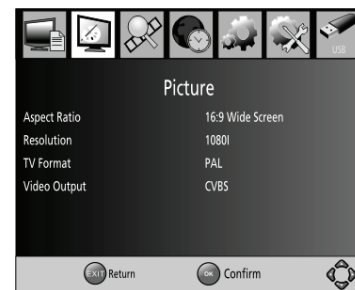 USB
Picture
Aspect Ratio 16:9 Wide Screen
Resolution 1080I
TV Format PAL
Video Output CVBS
EXIT Return OK Confirm